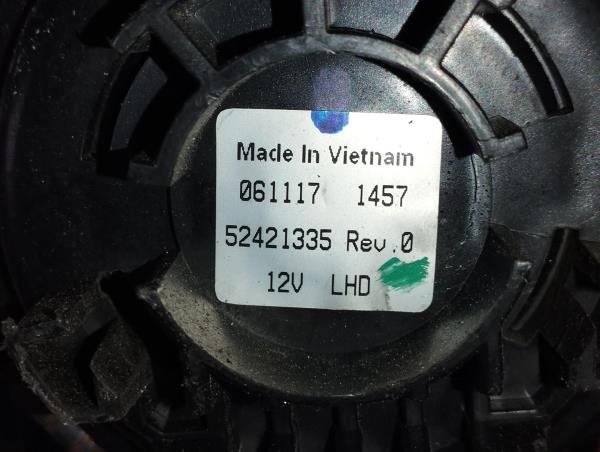 Made In Vietnam
061117 1457
52421335 Rev.0
12V LHD